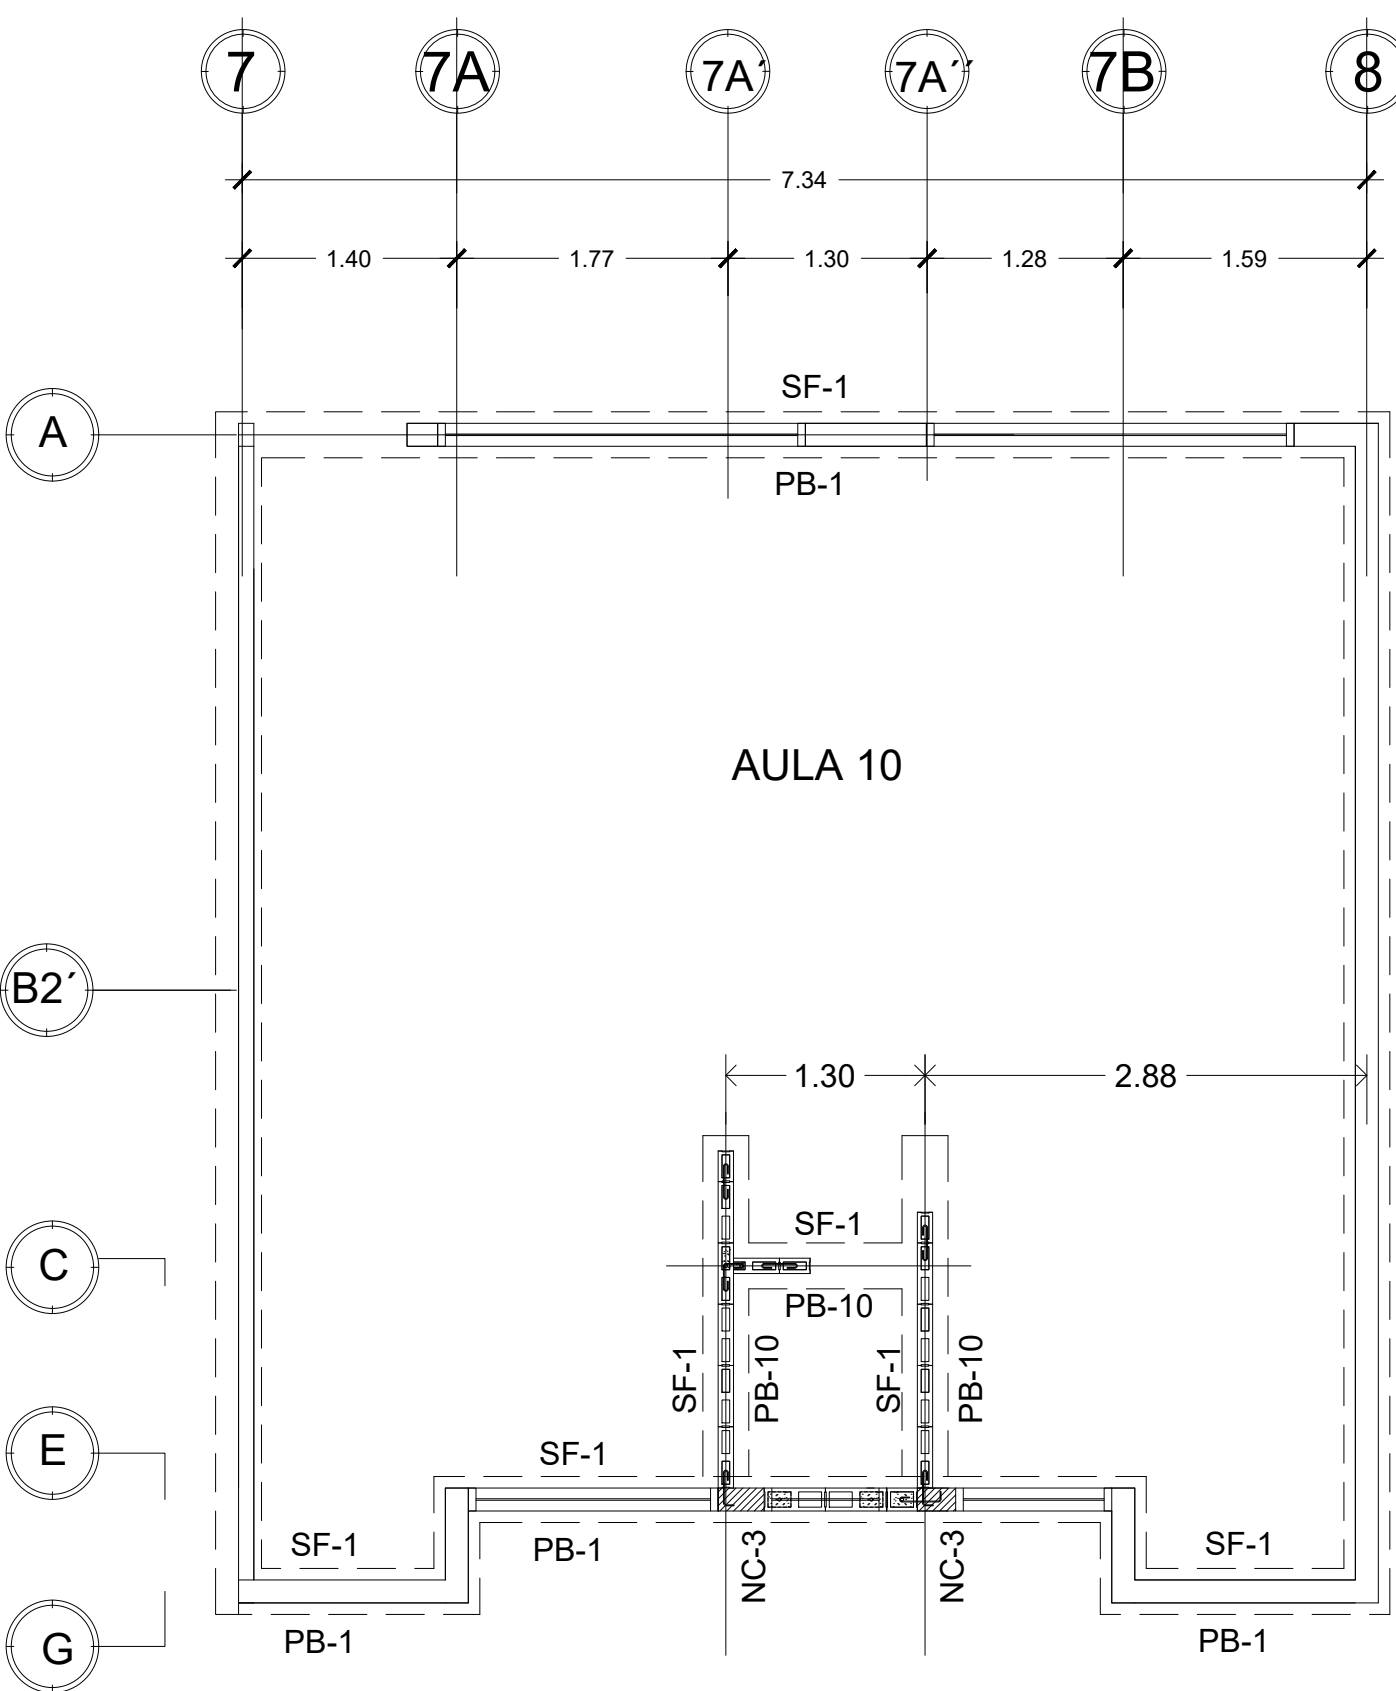 7 7A 7A´ 7A´´ 7B 8
7.34
1.40 1.77 1.30 1.28 1.59
SF-1
A
PB-1
AULA 10
B2´
1.30 2.88
SF-1
C
PB-10
SF-1 PB-10 SF-1 PB-10
E
SF-1
SF-1 PB-1 NC-3 NC-3 SF-1
G
PB-1 PB-1